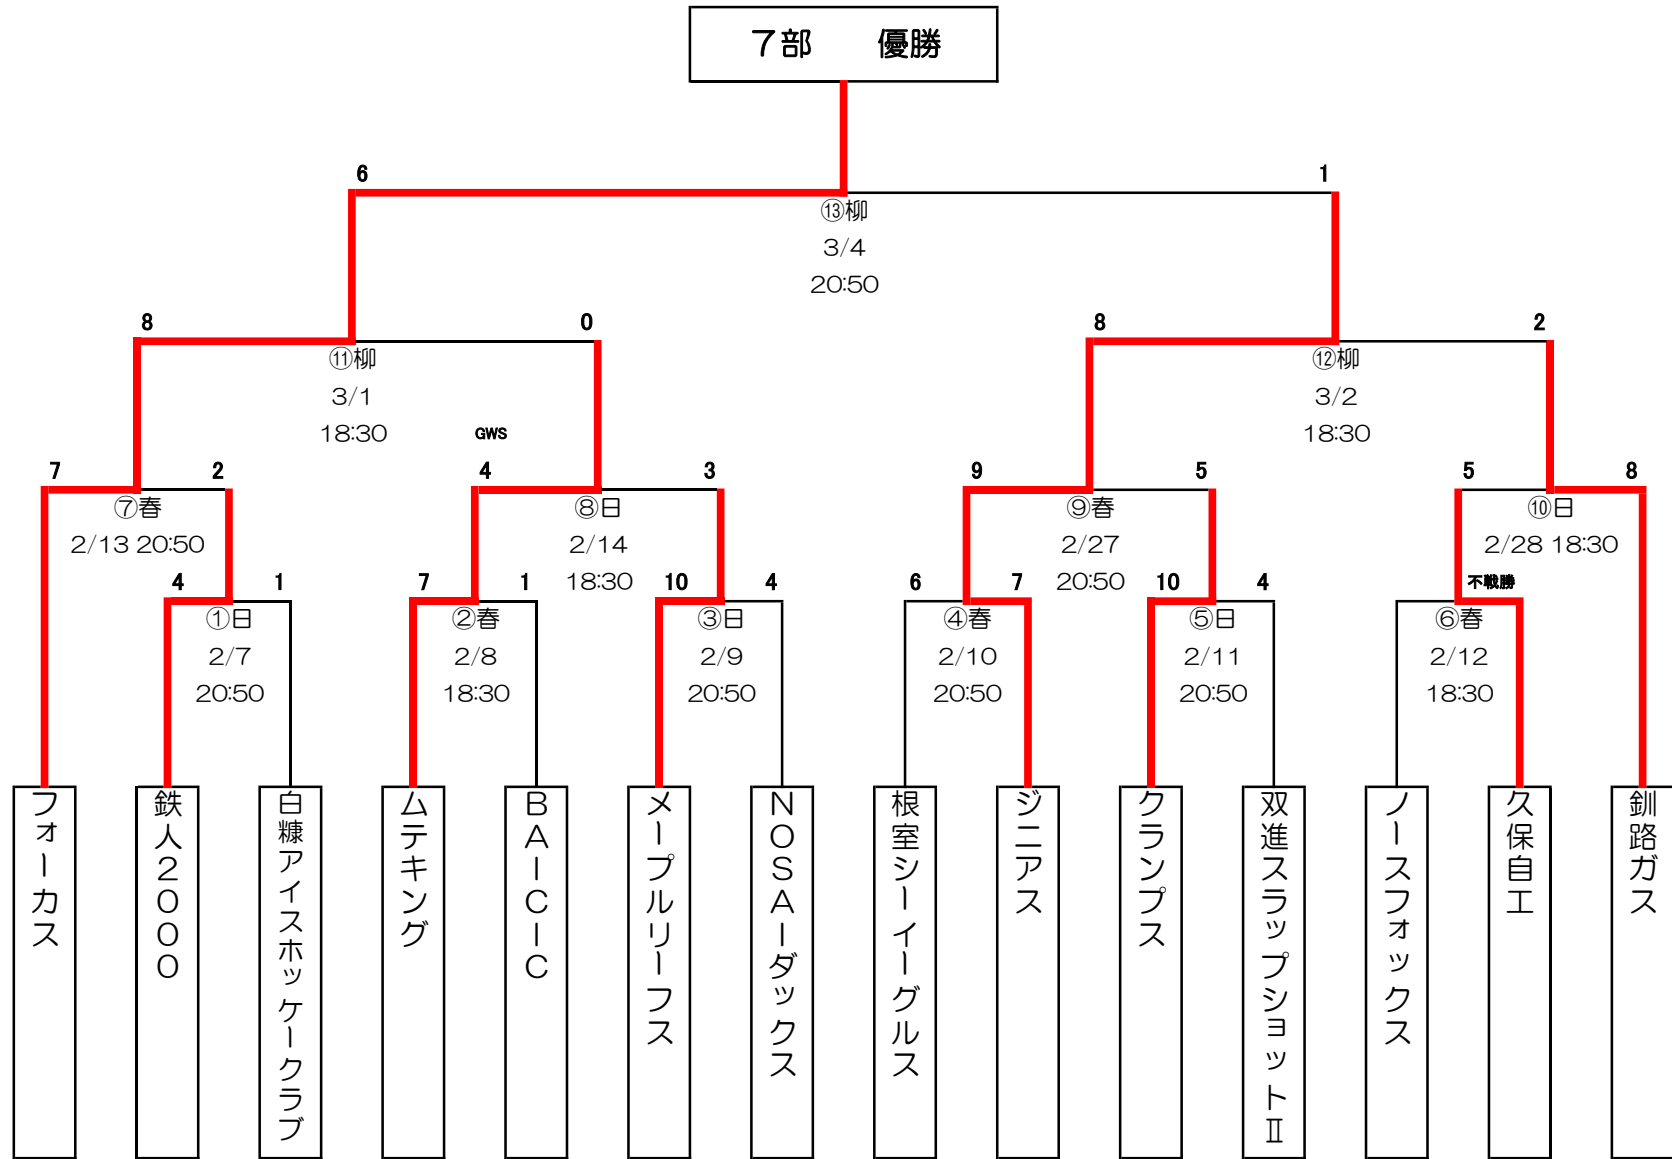 7部 優勝
6
1
⑬柳
3/4
20:50
8
0
8
2
⑪柳
3/1
18:30
⑫柳
3/2
18:30
GWS
7
2
4
3
9
5
5
8
⑦春
2/13 20:50
⑧日
2/14
18:30
⑨春
2/27
20:50
⑩日
2/28 18:30
4
1
7
1
10
4
6
7
10
4
不戦勝
①日
2/7
20:50
②春
2/8
18:30
③日
2/9
20:50
④春
2/10
20:50
⑤日
2/11
20:50
⑥春
2/12
18:30
フォーカス
鉄人2000
白糠アイスホッケークラブ
ムテキング
BAICIC
メープルリーフス
NOSAIダックス
根室シーイーグルス
ジニアス
クランプス
双進スラップショットⅡ
ノースフォックス
久保自工
釧路ガス